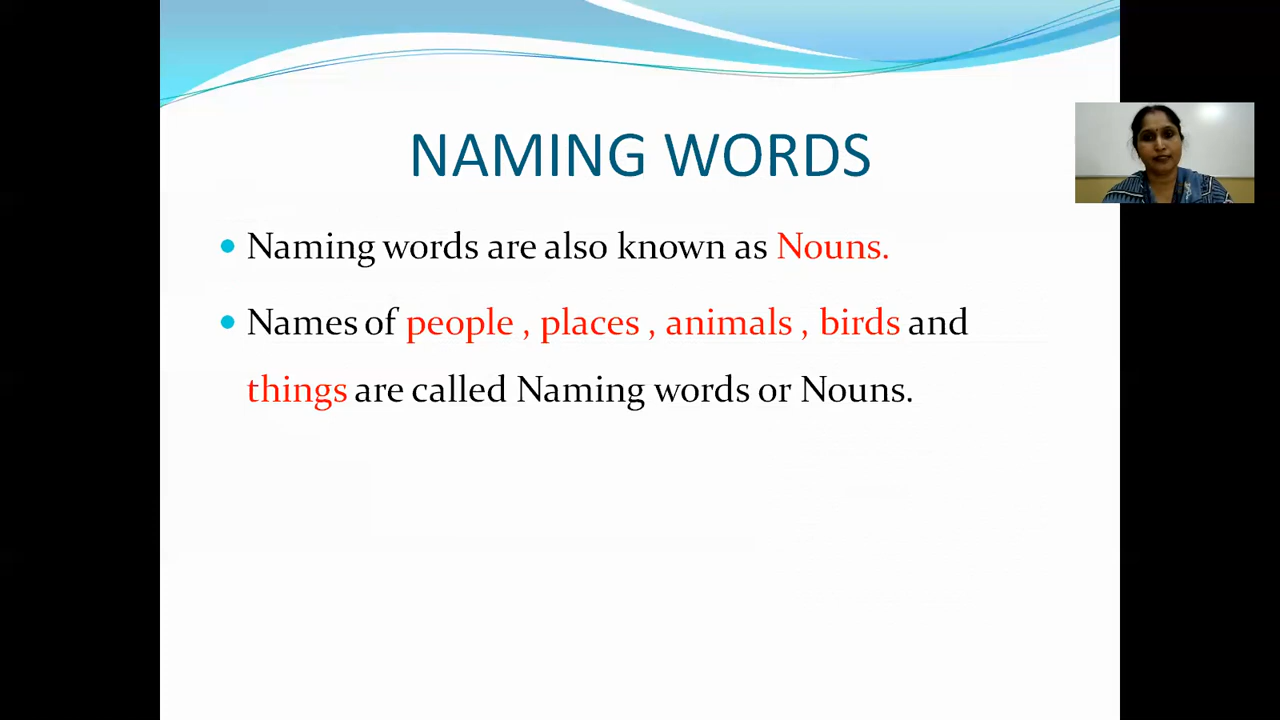 NAMING WORDS
Naming words are also known as Nouns.
Names of people , places , animals , birds and
things are called Naming words or Nouns.